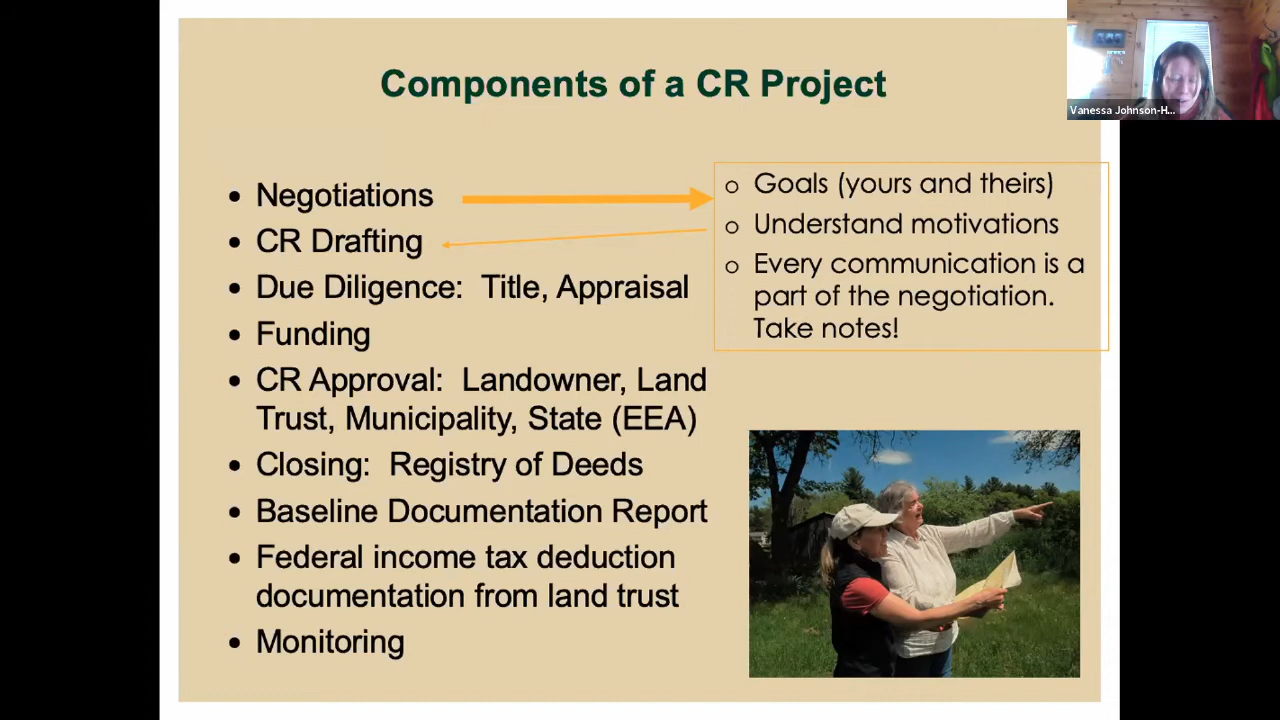 Components of a CR Project
Vanessa Johnson-H...
• Negotiations
• CR Drafting
• Due Diligence: Title, Appraisal
• Funding
• CR Approval: Landowner, Land
Trust, Municipality, State (EEA)
• Closing: Registry of Deeds
• Baseline Documentation Report
• Federal income tax deduction
documentation from land trust
• Monitoring
o Goals (yours and theirs)
o Understand motivations
o Every communication is a
part of the negotiation.
Take notes!